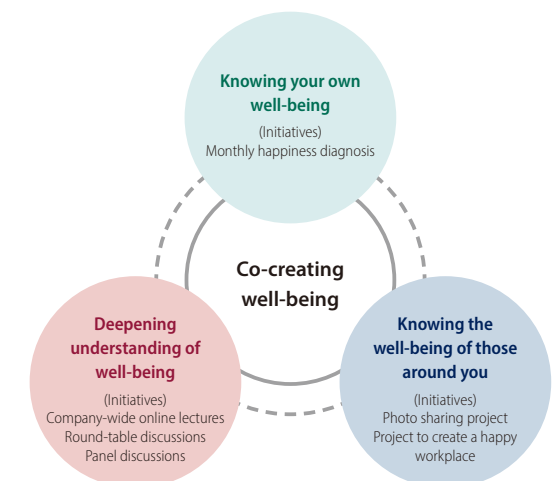 Knowing your own
well-being
(Initiatives)
Monthly happiness diagnosis
Co-creating
well-being
Deepening
understanding of
well-being
(Initiatives)
Company-wide online lectures
Round-table discussions
Panel discussions
Knowing the
well-being of those
around you
(Initiatives)
Photo sharing project
Project to create a happy
workplace